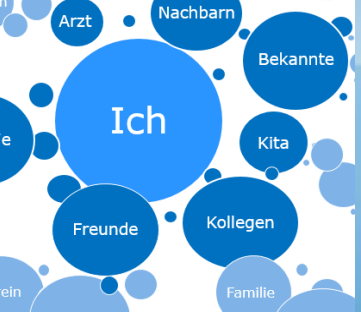 Arzt
Nachbarn
Bekannte
Ich
Kita
Freunde
Kollegen
Familie